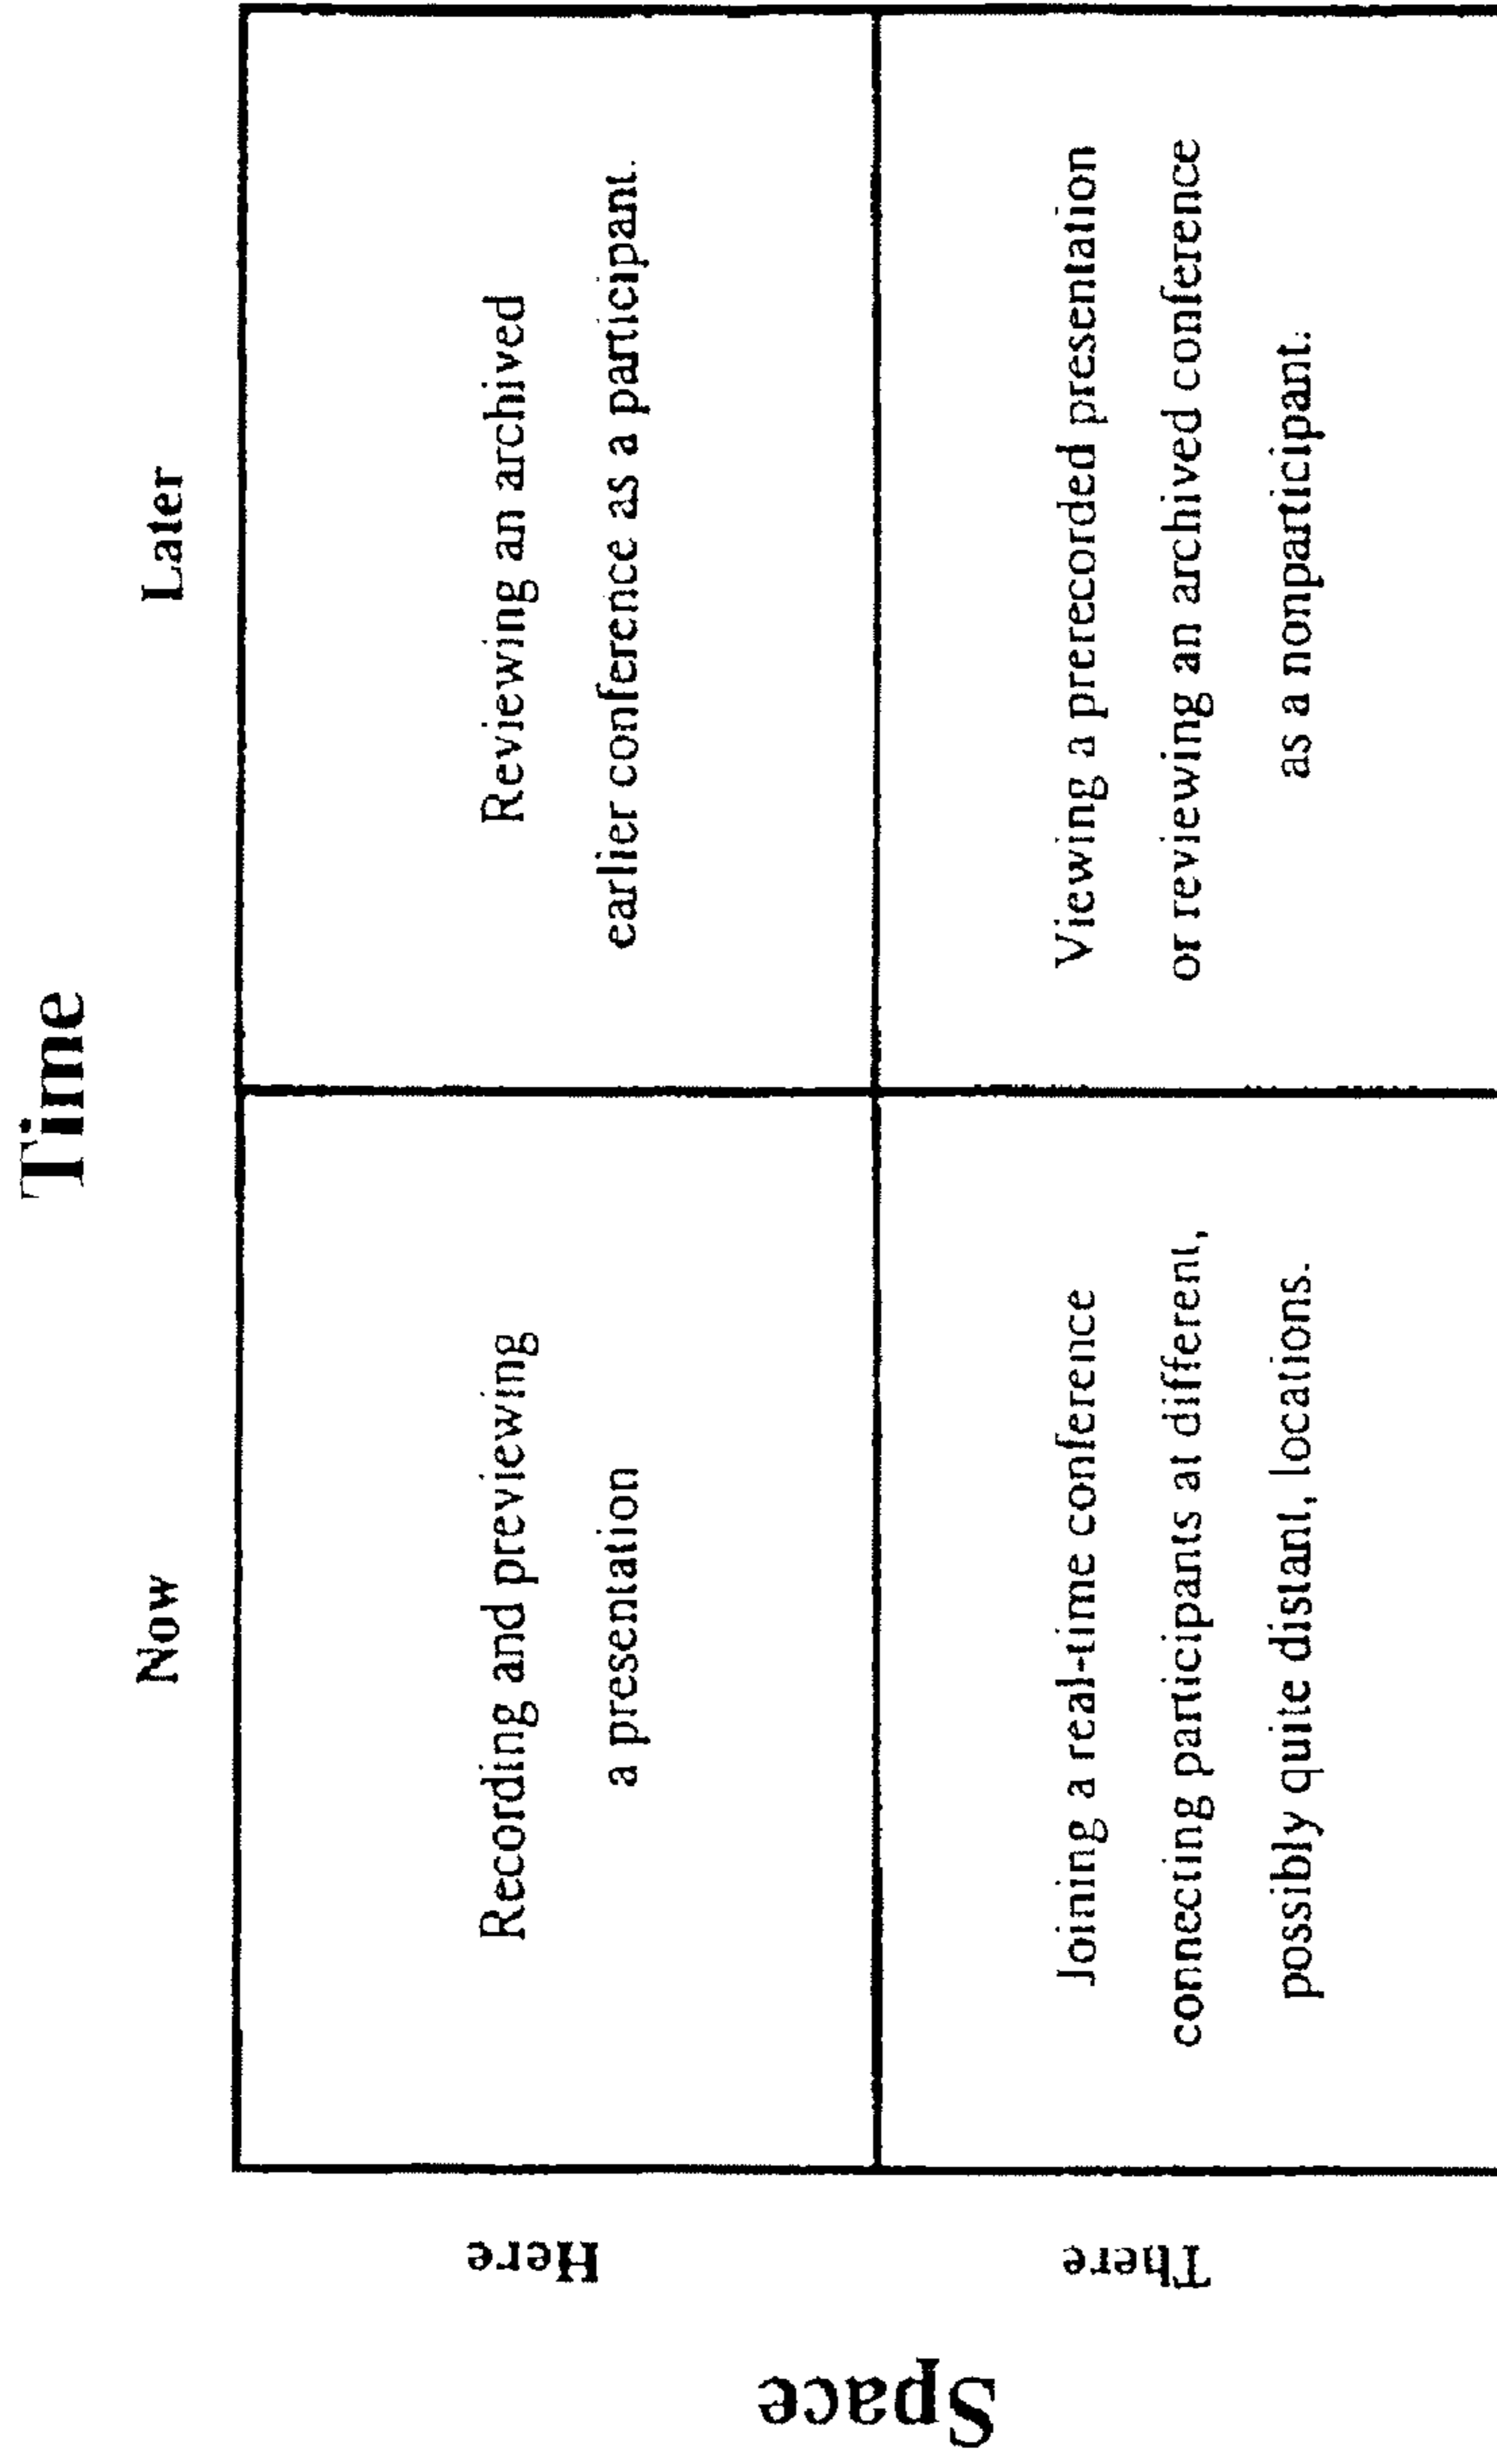 Time
Now
Later
Space
Here
Recording and previewing
a presentation
Reviewing an archived
earlier conference as a participant.
There
Joining a real-time conference
connecting participants at different,
possibly quite distant, locations.
Viewing a prerecorded presentation
or reviewing an archived conference
as a nonparticipant.